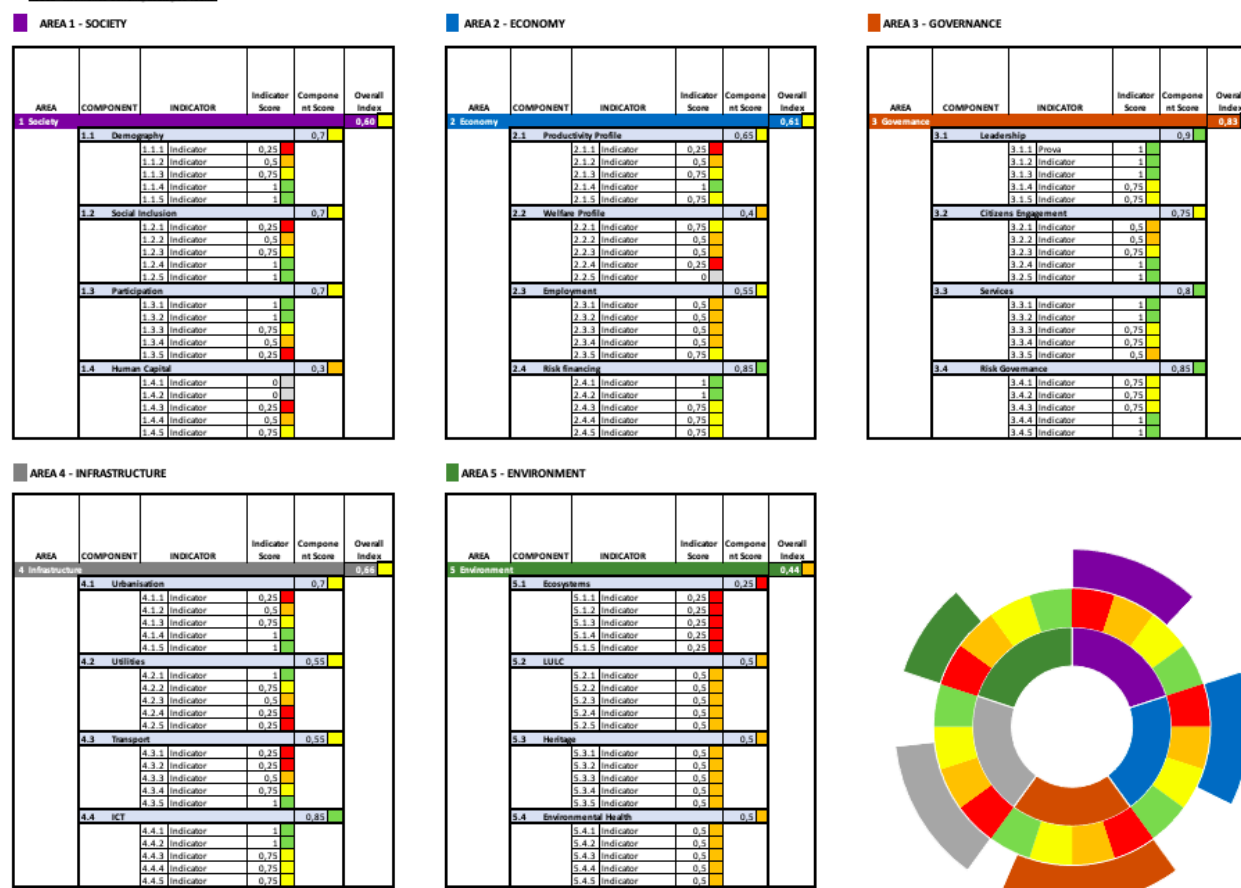 AREA 1 - SOCIETY
AREA COMPONENT INDICATOR Indicator Score Compone nt Score Overall Index
1 Society 0,60
1.1 Demography 0,7
1.1.1 Indicator 0,25
1.1.2 Indicator 0,5
1.1.3 Indicator 0,75
1.1.4 Indicator 1
1.1.5 Indicator 1
1.2 Social Inclusion 0,7
1.2.1 Indicator 0,25
1.2.2 Indicator 0,5
1.2.3 Indicator 0,75
1.2.4 Indicator 1
1.2.5 Indicator 1
1.3 Participation 0,7
1.3.1 Indicator 1
1.3.2 Indicator 1
1.3.3 Indicator 0,75
1.3.4 Indicator 0,5
1.3.5 Indicator 0,25
1.4 Human Capital 0,3
1.4.1 Indicator 0
1.4.2 Indicator 0
1.4.3 Indicator 0,25
1.4.4 Indicator 0,5
1.4.5 Indicator 0,75
AREA 2 - ECONOMY
AREA COMPONENT INDICATOR Indicator Score Compone nt Score Overall Index
2 Economy 0,61
2.1 Productivity Profile 0,65
2.1.1 Indicator 0,25
2.1.2 Indicator 0,5
2.1.3 Indicator 0,75
2.1.4 Indicator 1
2.1.5 Indicator 0,75
2.2 Welfare Profile 0,4
2.2.1 Indicator 0,75
2.2.2 Indicator 0,5
2.2.3 Indicator 0,5
2.2.4 Indicator 0,25
2.2.5 Indicator 0
2.3 Employment 0,55
2.3.1 Indicator 0,5
2.3.2 Indicator 0,5
2.3.3 Indicator 0,5
2.3.4 Indicator 0,5
2.3.5 Indicator 0,75
2.4 Risk financing 0,85
2.4.1 Indicator 1
2.4.2 Indicator 1
2.4.3 Indicator 0,75
2.4.4 Indicator 0,75
2.4.5 Indicator 0,75
AREA 3 - GOVERNANCE
AREA COMPONENT INDICATOR Indicator Score Compone nt Score Overall Index
3 Governance 0,83
3.1 Leadership 0,9
3.1.1 Prova 1
3.1.2 Indicator 1
3.1.3 Indicator 1
3.1.4 Indicator 0,75
3.1.5 Indicator 0,75
3.2 Citizens Engagement 0,75
3.2.1 Indicator 0,5
3.2.2 Indicator 0,5
3.2.3 Indicator 0,75
3.2.4 Indicator 1
3.2.5 Indicator 1
3.3 Services 0,8
3.3.1 Indicator 1
3.3.2 Indicator 1
3.3.3 Indicator 0,75
3.3.4 Indicator 0,75
3.3.5 Indicator 0,5
3.4 Risk Governance 0,85
3.4.1 Indicator 0,75
3.4.2 Indicator 0,75
3.4.3 Indicator 0,75
3.4.4 Indicator 1
3.4.5 Indicator 1
AREA 4 - INFRASTRUCTURE
AREA COMPONENT INDICATOR Indicator Score Compone nt Score Overall Index
4 Infrastructure 0,66
4.1 Urbanisation 0,7
4.1.1 Indicator 0,25
4.1.2 Indicator 0,5
4.1.3 Indicator 0,75
4.1.4 Indicator 1
4.1.5 Indicator 1
4.2 Utilities 0,55
4.2.1 Indicator 1
4.2.2 Indicator 0,75
4.2.3 Indicator 0,5
4.2.4 Indicator 0,25
4.2.5 Indicator 0,25
4.3 Transport 0,55
4.3.1 Indicator 0,25
4.3.2 Indicator 0,25
4.3.3 Indicator 0,5
4.3.4 Indicator 0,75
4.3.5 Indicator 1
4.4 ICT 0,85
4.4.1 Indicator 1
4.4.2 Indicator 1
4.4.3 Indicator 0,75
4.4.4 Indicator 0,75
4.4.5 Indicator 0,75
AREA 5 - ENVIRONMENT
AREA COMPONENT INDICATOR Indicator Score Compone nt Score Overall Index
5 Environment 0,44
5.1 Ecosystems 0,25
5.1.1 Indicator 0,25
5.1.2 Indicator 0,25
5.1.3 Indicator 0,25
5.1.4 Indicator 0,25
5.1.5 Indicator 0,25
5.2 LULC 0,5
5.2.1 Indicator 0,5
5.2.2 Indicator 0,5
5.2.3 Indicator 0,5
5.2.4 Indicator 0,5
5.2.5 Indicator 0,5
5.3 Heritage 0,5
5.3.1 Indicator 0,5
5.3.2 Indicator 0,5
5.3.3 Indicator 0,5
5.3.4 Indicator 0,5
5.3.5 Indicator 0,5
5.4 Environmental Health 0,5
5.4.1 Indicator 0,5
5.4.2 Indicator 0,5
5.4.3 Indicator 0,5
5.4.4 Indicator 0,5
5.4.5 Indicator 0,5